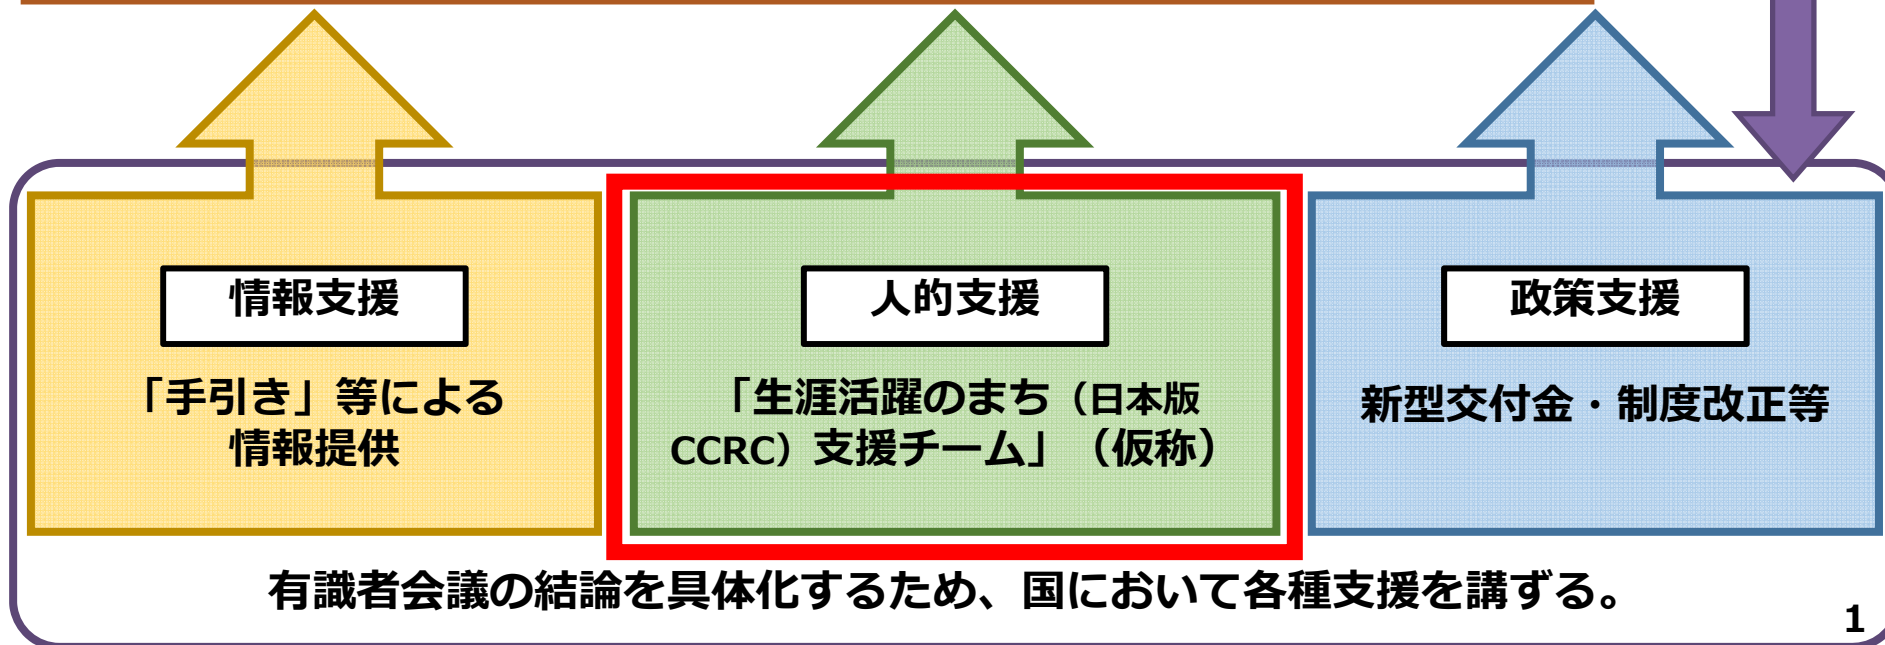 情報支援
「手引き」等による
情報提供
人的支援
「生涯活躍のまち（日本版
CCRC）支援チーム」（仮称）
政策支援
新型交付金・制度改正等
有識者会議の結論を具体化するため、国において各種支援を講ずる。
1